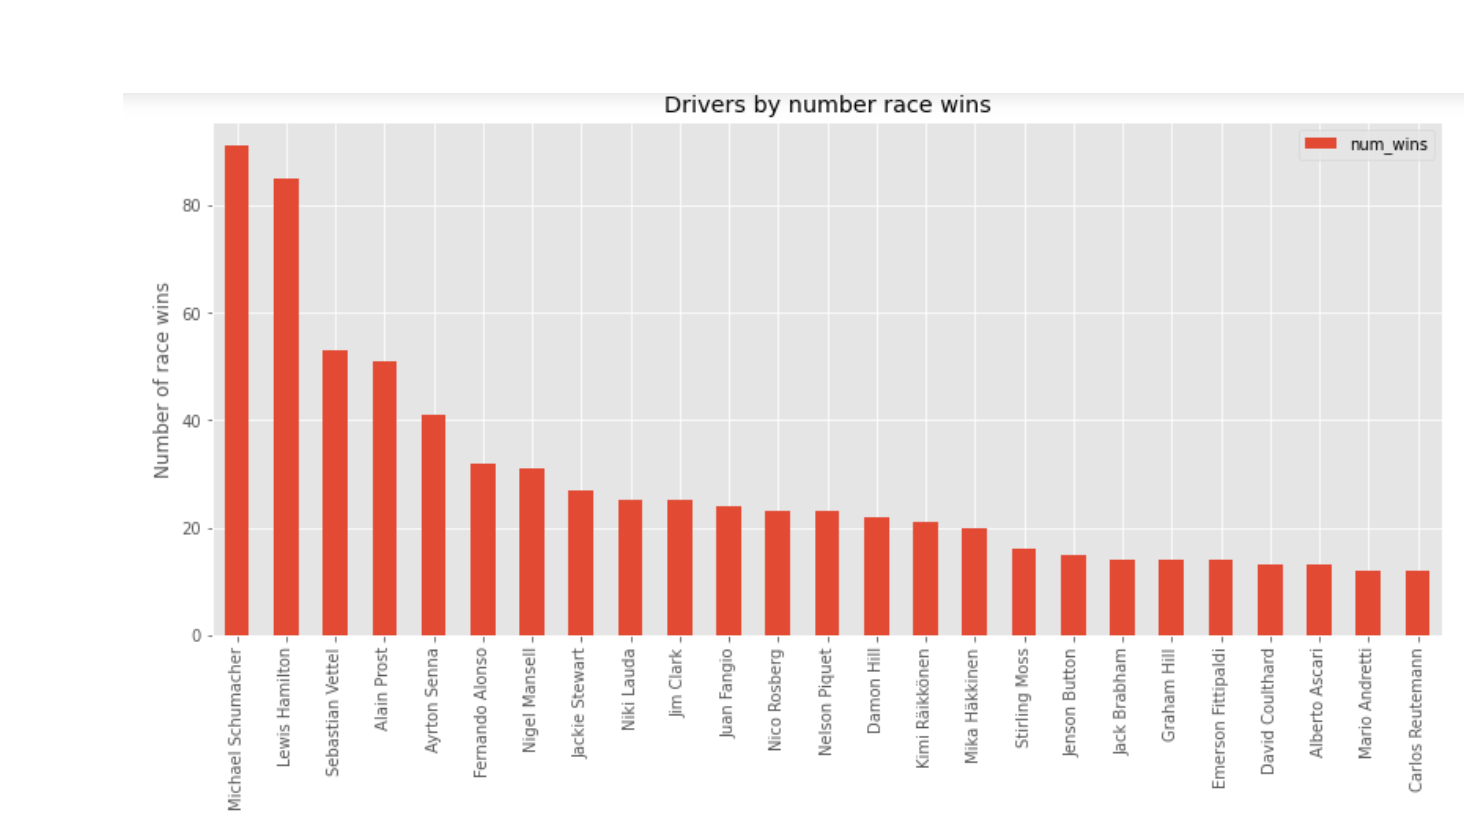 Drivers by number race wins
num_wins
Number of race wins
80
60
40
20
0
Michael Schumacher
Lewis Hamilton
Sebastian Vettel
Alain Prost
Ayrton Senna
Fernando Alonso
Nigel Mansell
Jackie Stewart
Niki Lauda
Jim Clark
Juan Fangio
Nico Rosberg
Nelson Piquet
Damon Hill
Kimi Räikkönen
Mika Häkkinen
Stirling Moss
Jenson Button
Jack Brabham
Graham Hill
Emerson Fittipaldi
David Coulthard
Alberto Ascari
Mario Andretti
Carlos Reutemann